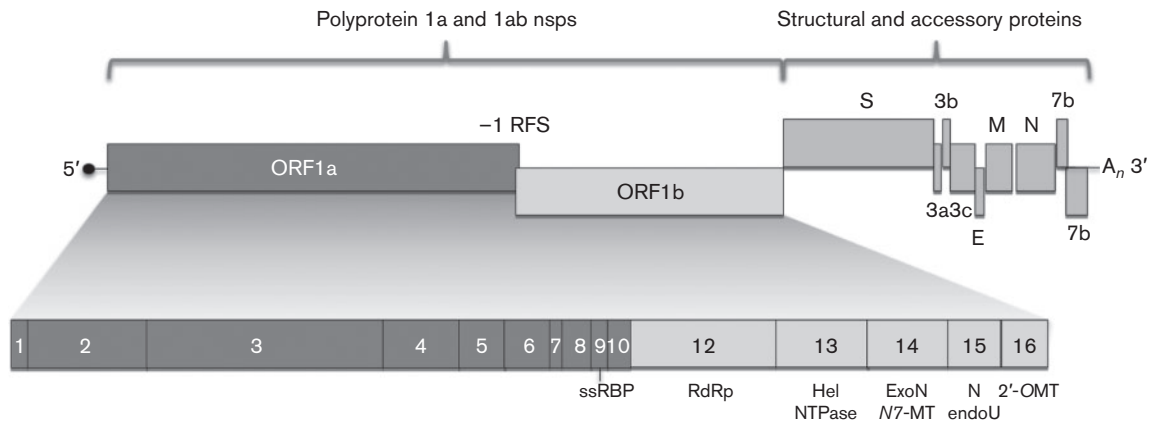 Polyprotein 1a and 1ab nsps
Structural and accessory proteins
−1 RFS
S
3b
7b
M
N
5′
ORF1a
ORF1b
Aₙ 3′
3a
3c
E
7b
1 2 3 4 5 6 7 8 9 10 12 13 14 15 16
ssRBP
RdRp
Hel
NTPase
ExoN
N7-MT
N
endoU
2′-OMT